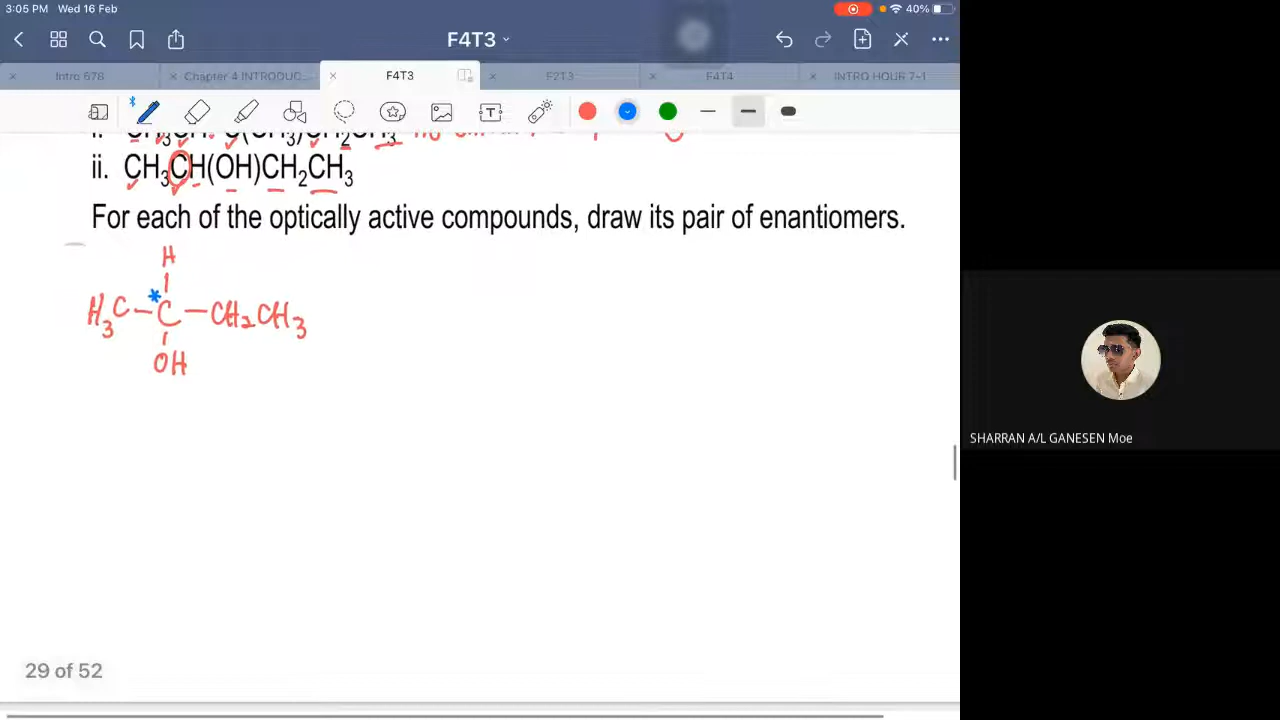 3:05 PM Wed 16 Feb
40%
F4T3
Intro 678
Chapter 4 INTRODUC...
F4T3
F2T3
F4T4
INTRO HOUR 7-1
ii. CH₃CH(OH)CH₂CH₃
For each of the optically active compounds, draw its pair of enantiomers.
H
H₃C - *C - CH₂CH₃
OH
SHARRAN A/L GANESEN Moe
29 of 52